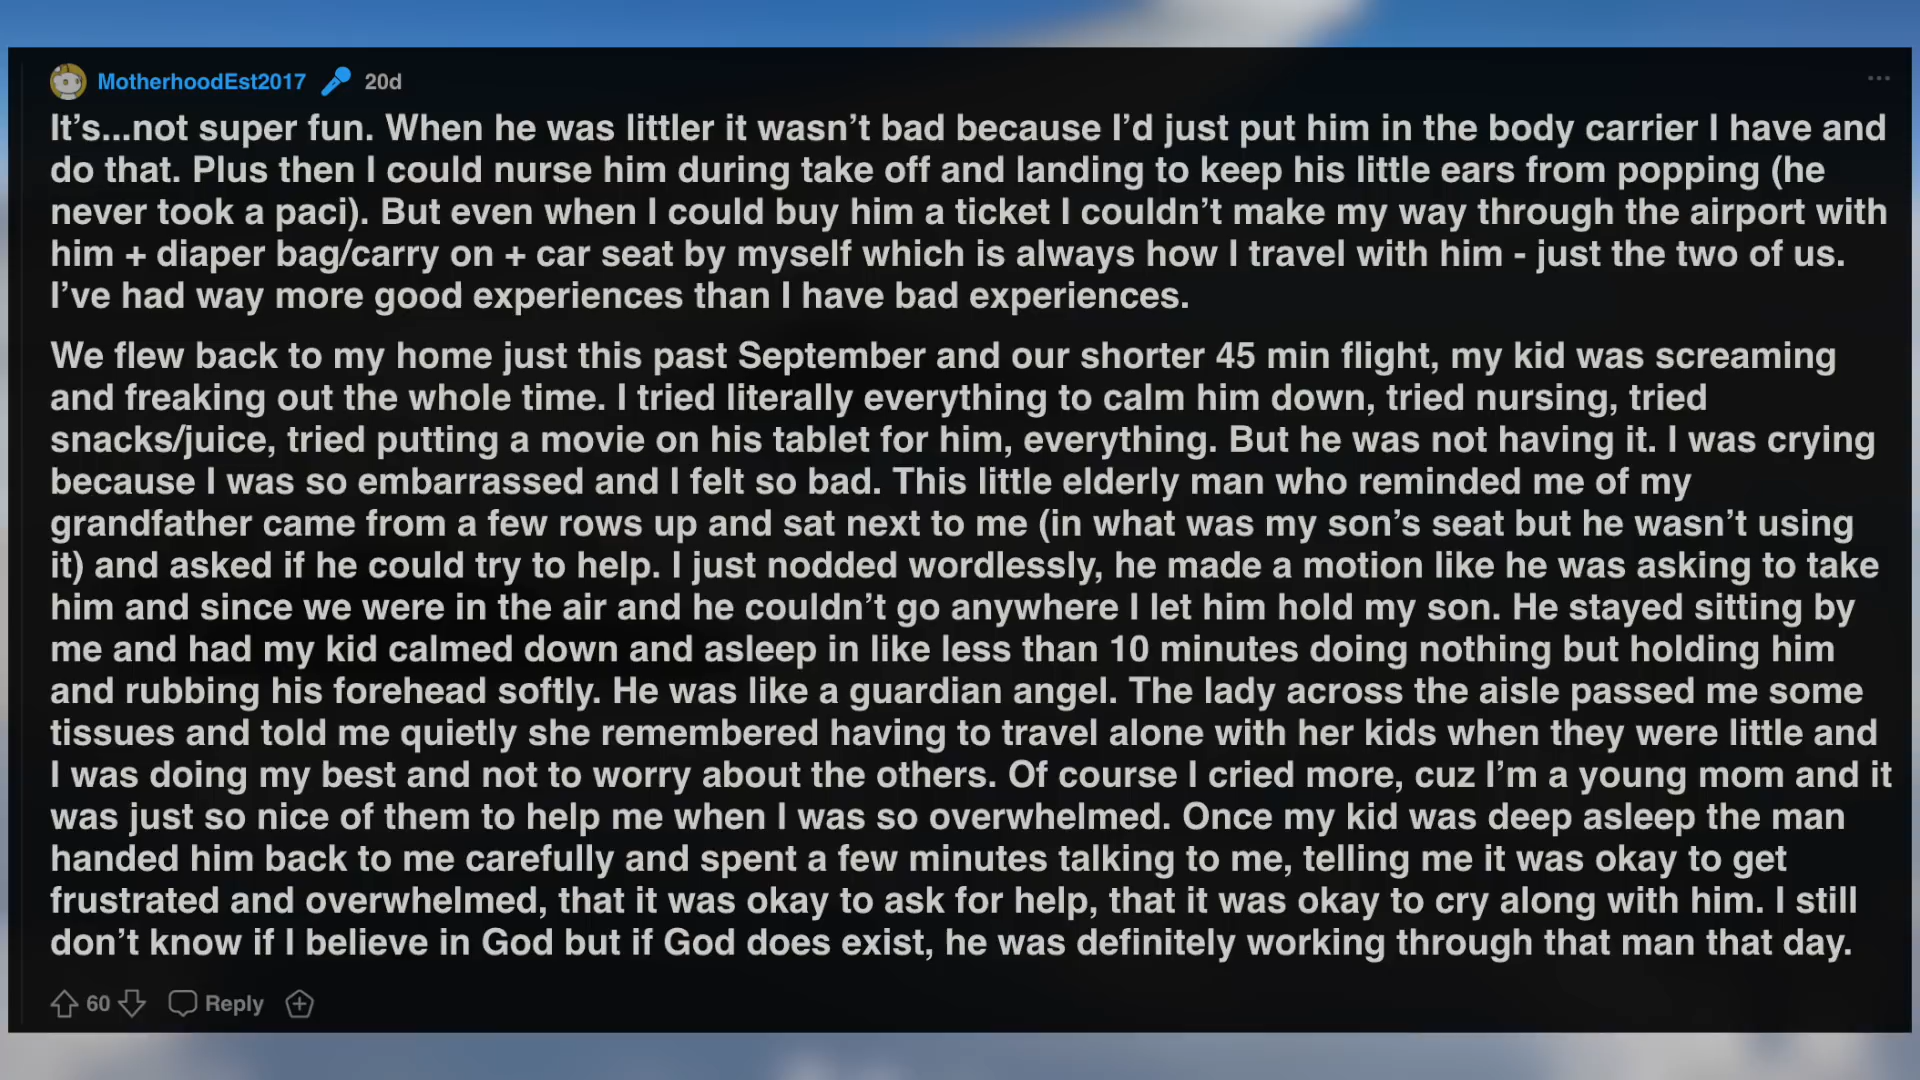 MotherhoodEst2017 20d
It's...not super fun. When he was littler it wasn't bad because I'd just put him in the body carrier I have and
do that. Plus then I could nurse him during take off and landing to keep his little ears from popping (he
never took a paci). But even when I could buy him a ticket I couldn't make my way through the airport with
him + diaper bag/carry on + car seat by myself which is always how I travel with him - just the two of us.
I've had way more good experiences than I have bad experiences.
We flew back to my home just this past September and our shorter 45 min flight, my kid was screaming
and freaking out the whole time. I tried literally everything to calm him down, tried nursing, tried
snacks/juice, tried putting a movie on his tablet for him, everything. But he was not having it. I was crying
because I was so embarrassed and I felt so bad. This little elderly man who reminded me of my
grandfather came from a few rows up and sat next to me (in what was my son's seat but he wasn't using
it) and asked if he could try to help. I just nodded wordlessly, he made a motion like he was asking to take
him and since we were in the air and he couldn't go anywhere I let him hold my son. He stayed sitting by
me and had my kid calmed down and asleep in like less than 10 minutes doing nothing but holding him
and rubbing his forehead softly. He was like a guardian angel. The lady across the aisle passed me some
tissues and told me quietly she remembered having to travel alone with her kids when they were little and
I was doing my best and not to worry about the others. Of course I cried more, cuz I'm a young mom and it
was just so nice of them to help me when I was so overwhelmed. Once my kid was deep asleep the man
handed him back to me carefully and spent a few minutes talking to me, telling me it was okay to get
frustrated and overwhelmed, that it was okay to ask for help, that it was okay to cry along with him. I still
don't know if I believe in God but if God does exist, he was definitely working through that man that day.
60 Reply